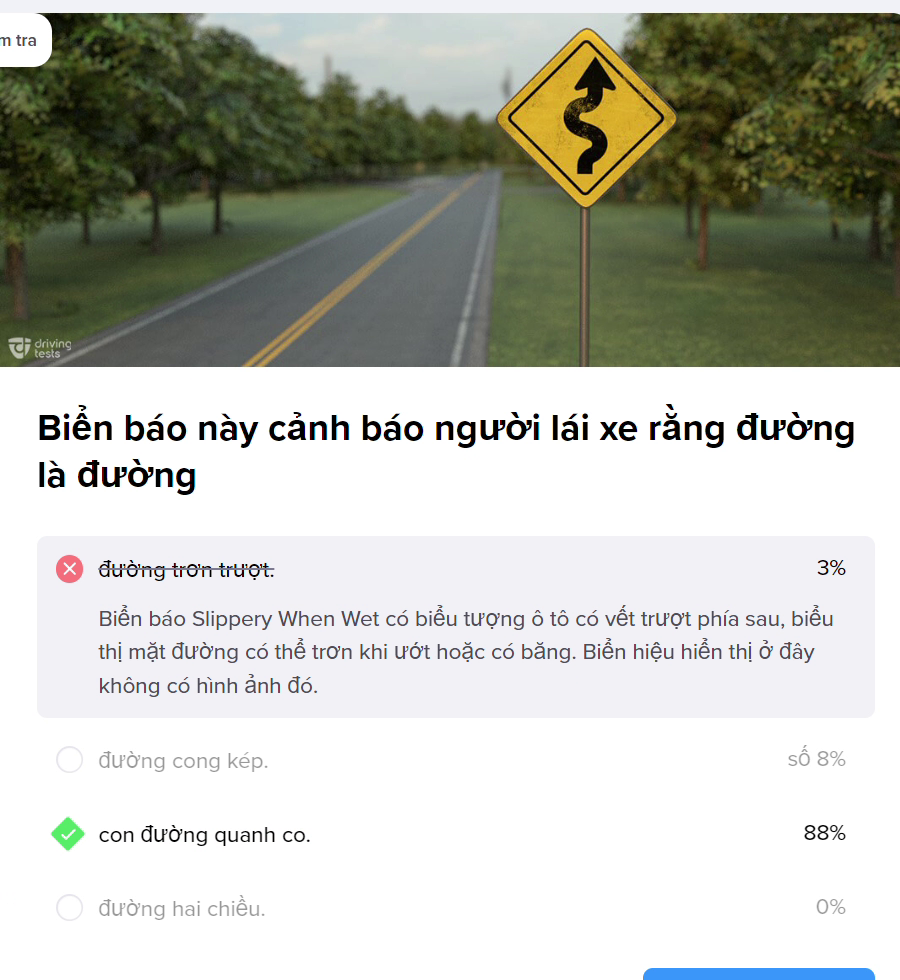 m tra
driving
tests
Biển báo này cảnh báo người lái xe rằng đường
là đường
đường trơn trượt.
3%
Biển báo Slippery When Wet có biểu tượng ô tô có vết trượt phía sau, biểu
thị mặt đường có thể trơn khi ướt hoặc có băng. Biển hiệu hiển thị ở đây
không có hình ảnh đó.
đường cong kép.
số 8%
con đường quanh co.
88%
đường hai chiều.
0%